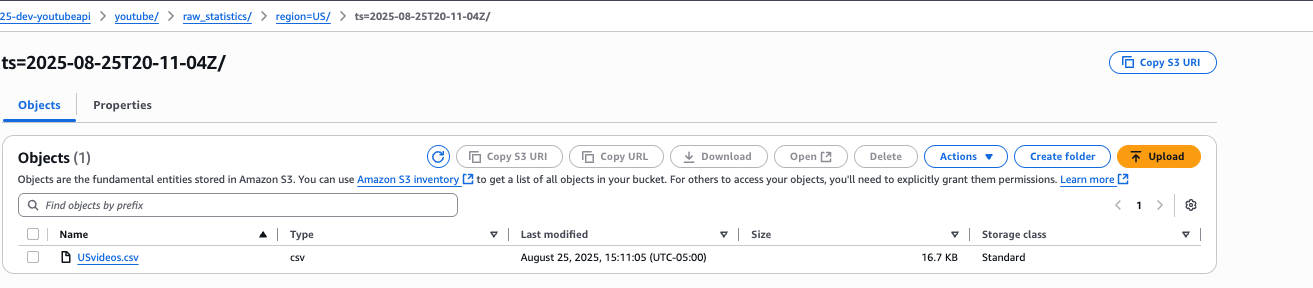 25-dev-youtubeapi > youtube/ > raw_statistics/ > region=US/ > ts=2025-08-25T20-11-04Z/
ts=2025-08-25T20-11-04Z/
Copy S3 URI
Objects Properties
Objects (1)
Copy S3 URI Copy URL Download Open Delete Actions Create folder Upload
Objects are the fundamental entities stored in Amazon S3. You can use Amazon S3 inventory to get a list of all objects in your bucket. For others to access your objects, you'll need to explicitly grant them permissions. Learn more
Find objects by prefix
1
Name Type Last modified Size Storage class
USvideos.csv csv August 25, 2025, 15:11:05 (UTC-05:00) 16.7 KB Standard